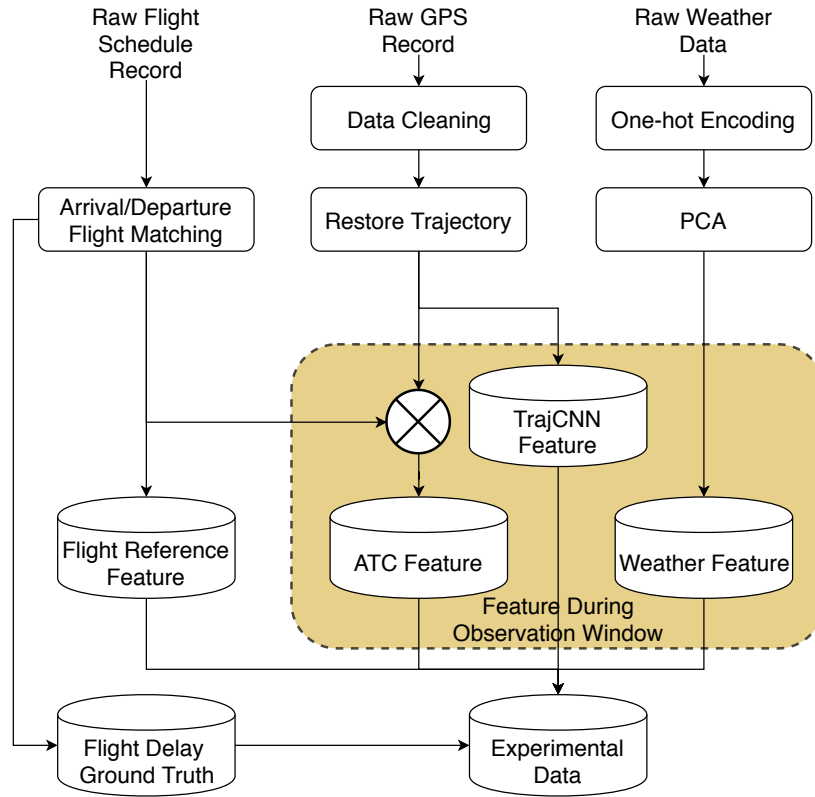 Raw Flight
Schedule
Record
Raw GPS
Record
Raw Weather
Data
Data Cleaning
One-hot Encoding
Arrival/Departure
Flight Matching
Restore Trajectory
PCA
TrajCNN
Feature
Flight Reference
Feature
ATC Feature
Weather Feature
Feature During
Observation Window
Flight Delay
Ground Truth
Experimental
Data